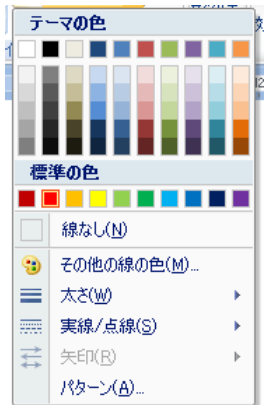 テーマの色
標準の色
線なし(N)
その他の線の色(M)...
太さ(W)
実線/点線(S)
矢印(R)
パターン(A)...